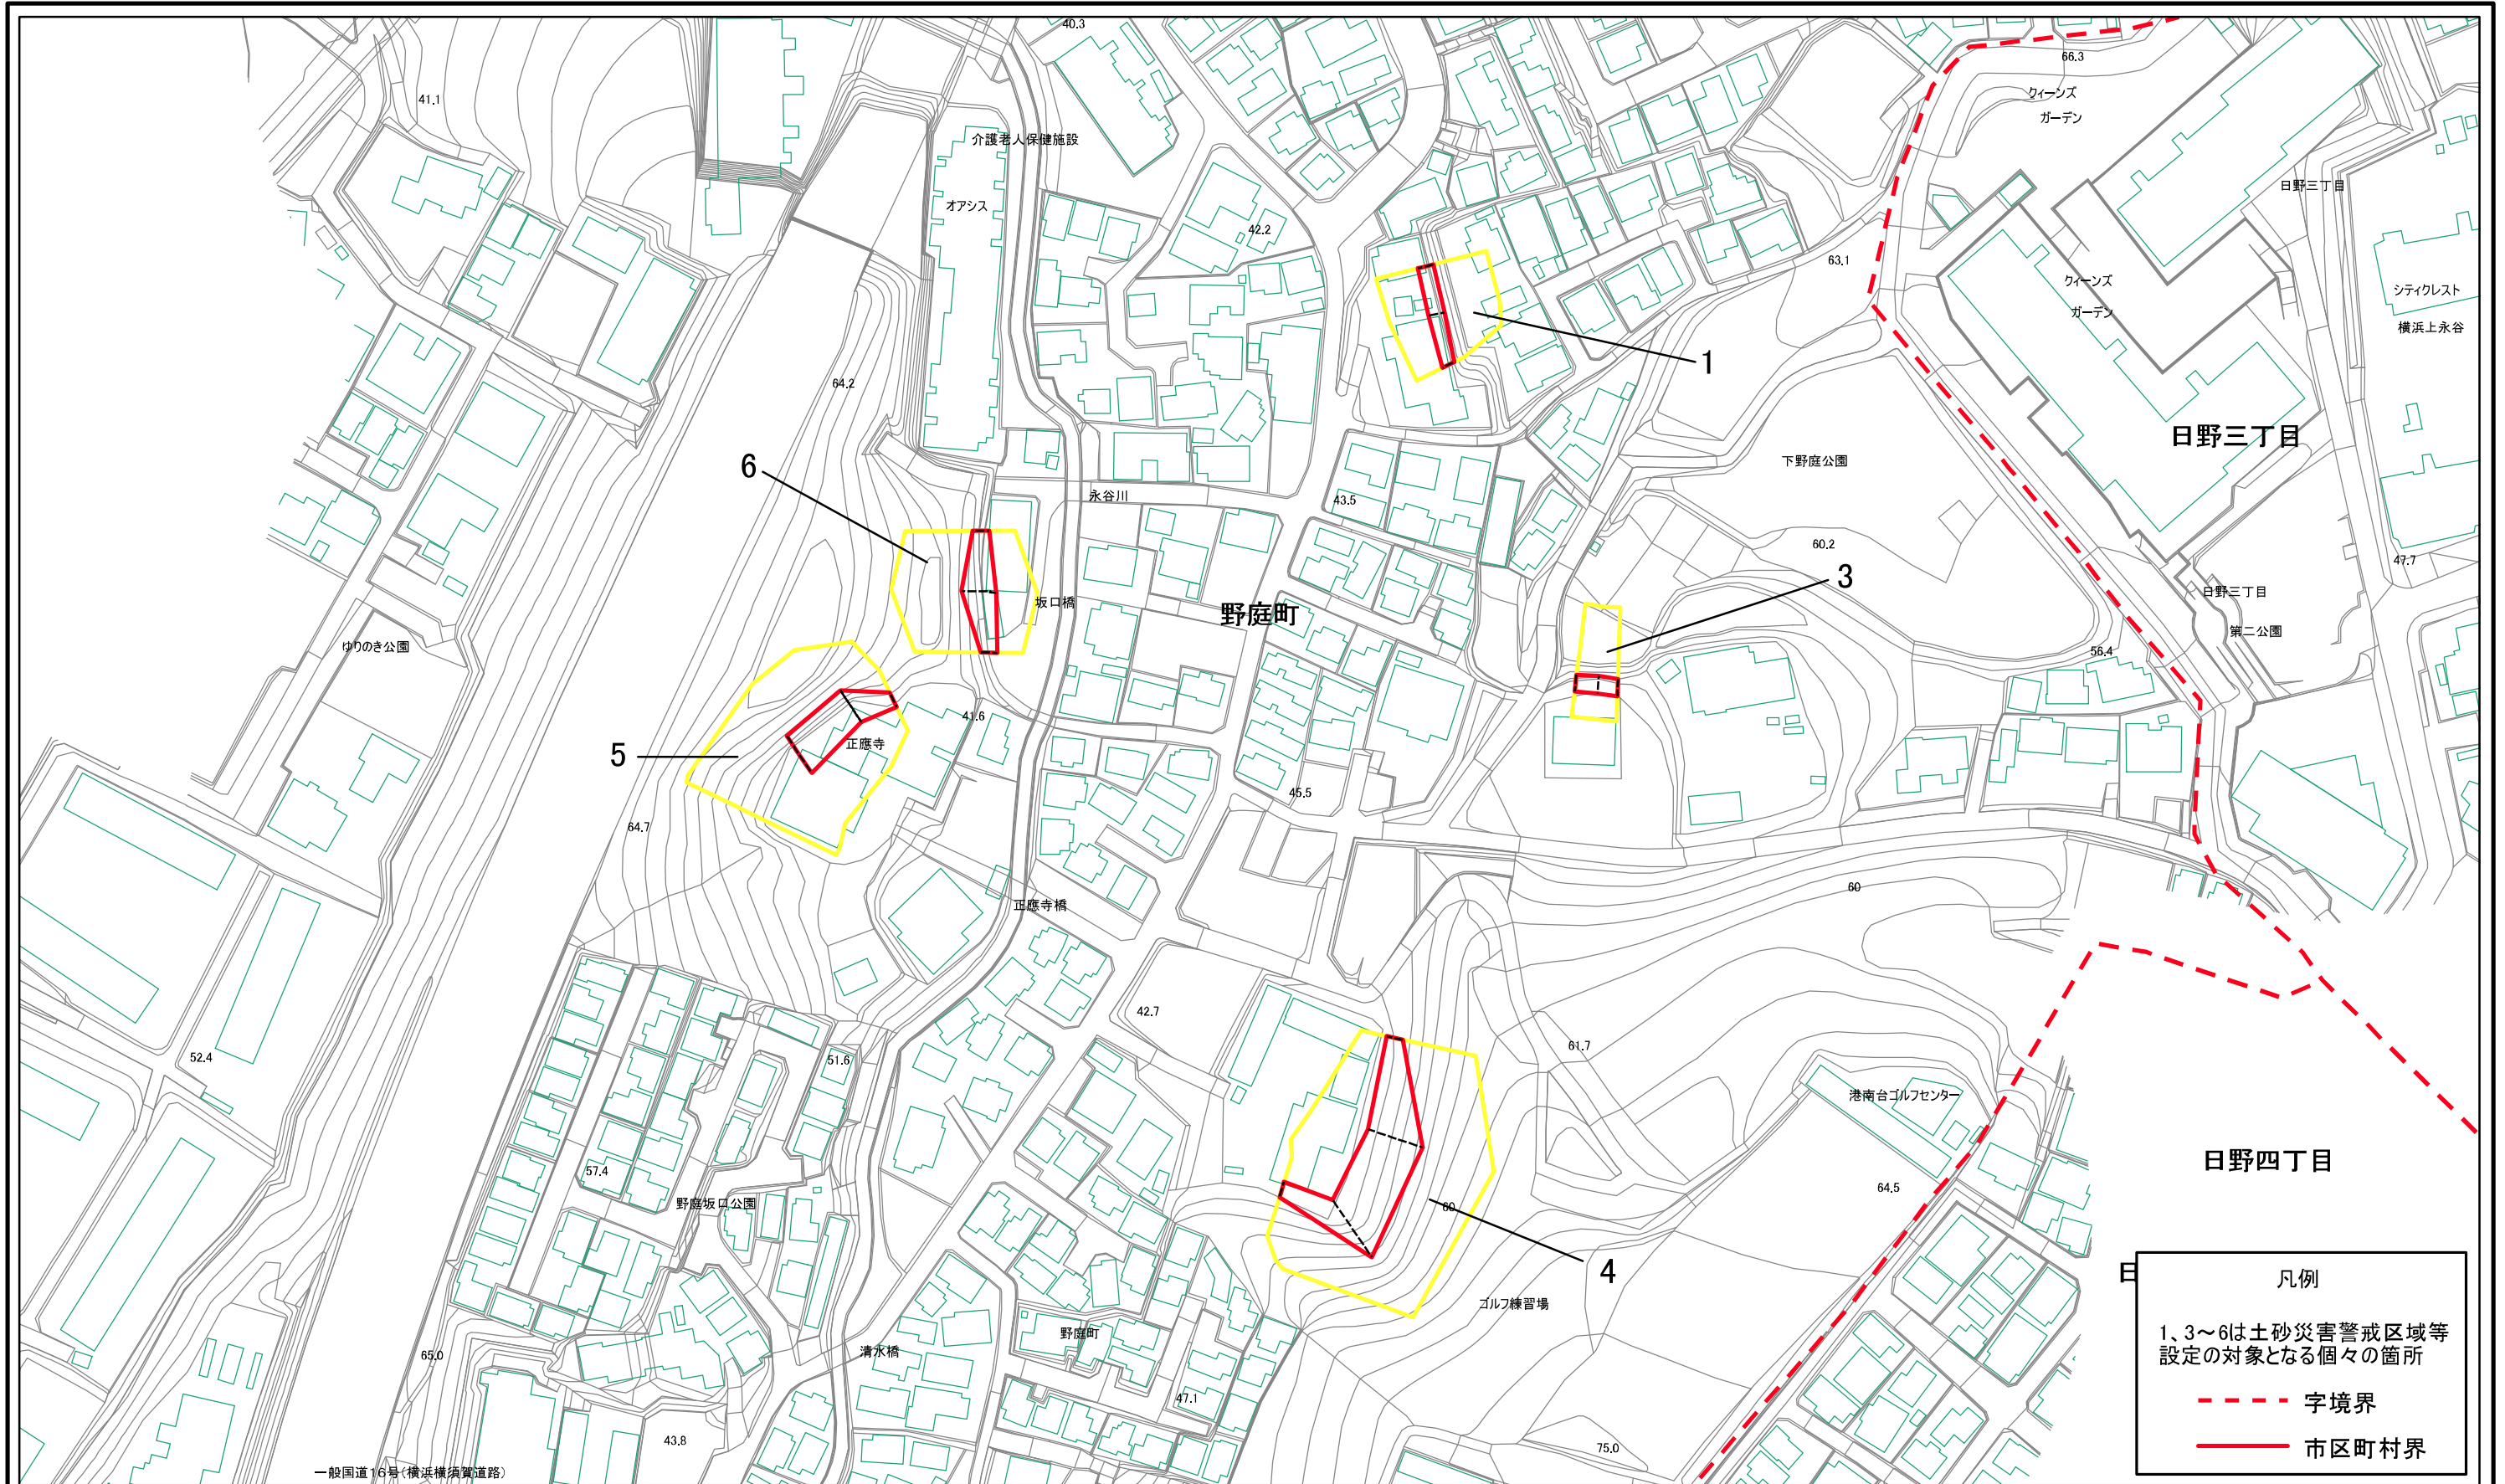 40.3
66.3
41.1
クィーンズ
ガーデン
介護老人保健施設
オアシス
42.2
日野三丁目
63.1
クィーンズ
ガーデン
シティクレスト
横浜上永谷
1
64.2
日野三丁目
下野庭公園
6
永谷川
43.5
60.2
47.7
3
坂口橋
野庭町
日野三丁目
第二公園
ゆりのき公園
56.4
41.6
正應寺
5
45.5
64.7
60
正應寺橋
42.7
61.7
52.4
51.6
港南台ゴルフセンター
57.4
野庭坂口公園
64.5
日野四丁目
60
4
ゴルフ練習場
日
野庭町
清水橋
65.0
47.1
43.8
75.0
一般国道16号(横浜横須賀道路)
凡例
1、3～6は土砂災害警戒区域等
設定の対象となる個々の箇所
字境界
市区町村界